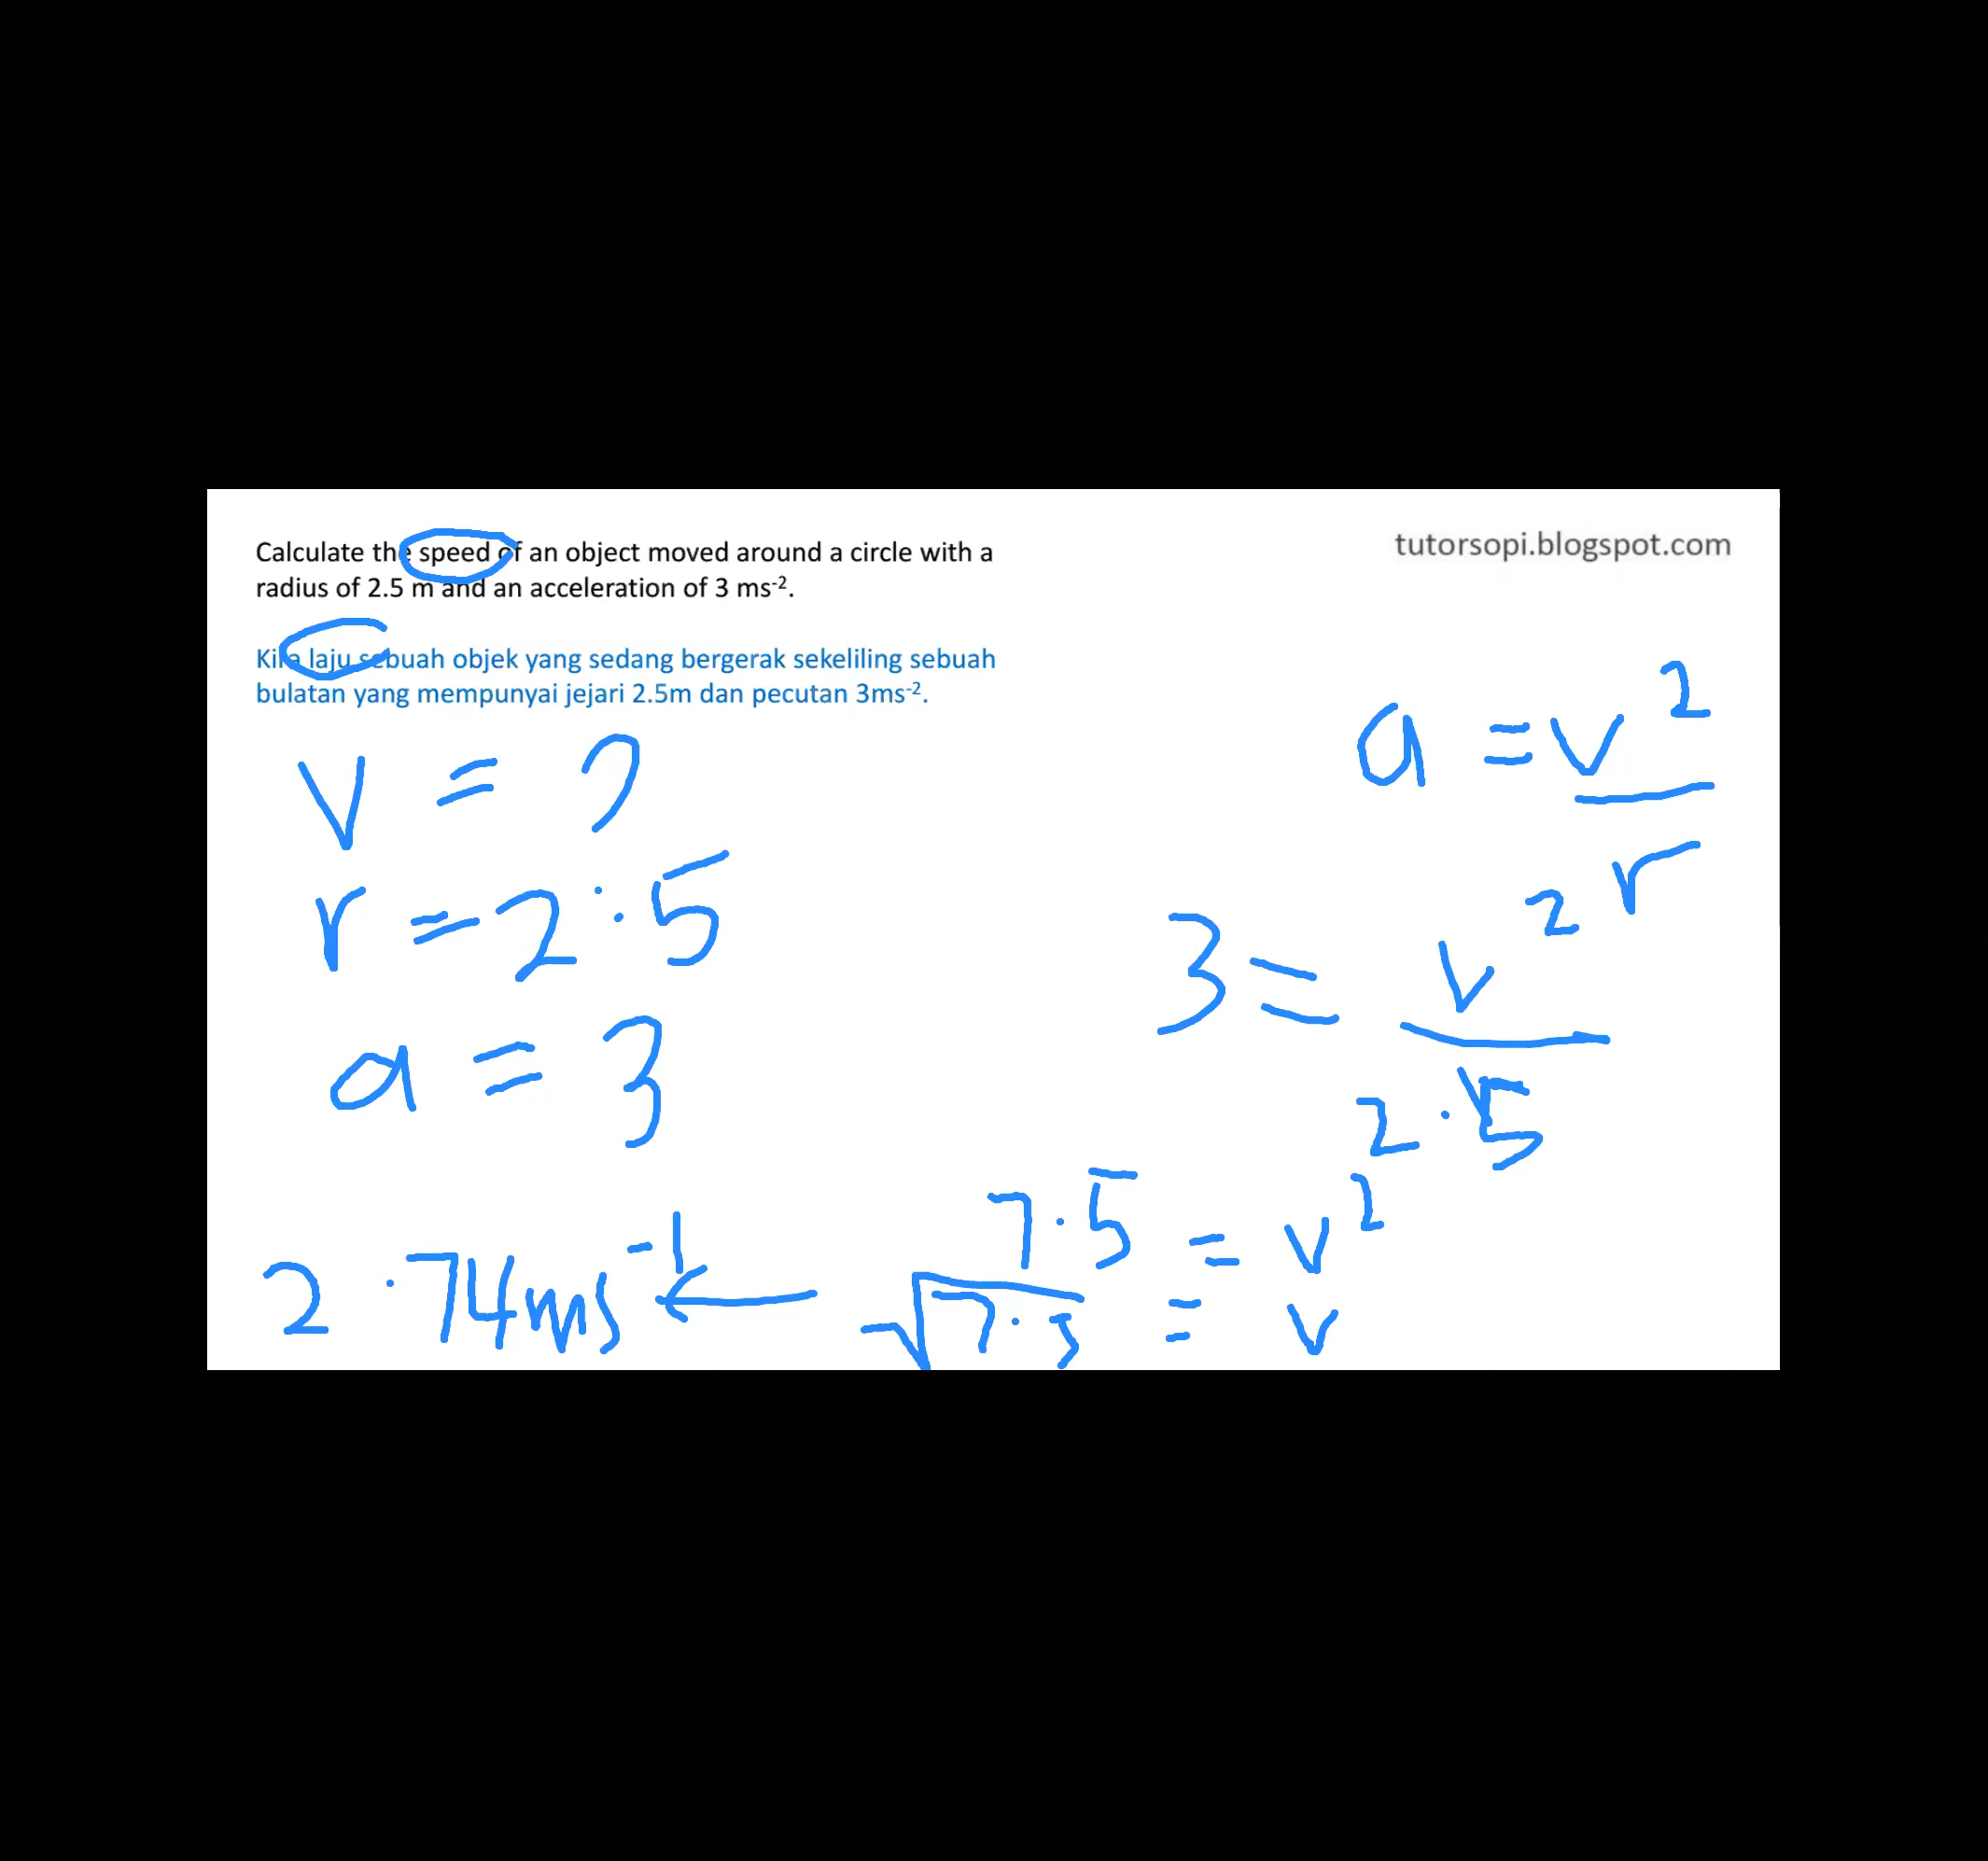 Calculate the speed of an object moved around a circle with a
radius of 2.5 m and an acceleration of 3 ms⁻².
tutorsopi.blogspot.com
Kira laju sebuah objek yang sedang bergerak sekeliling sebuah
bulatan yang mempunyai jejari 2.5m dan pecutan 3ms⁻².
v = ?
r = 2.5
a = 3
a = v²/r
3 = v²/2.5
7.5 = v²
√7.5 = v
2.74ms⁻¹ ←